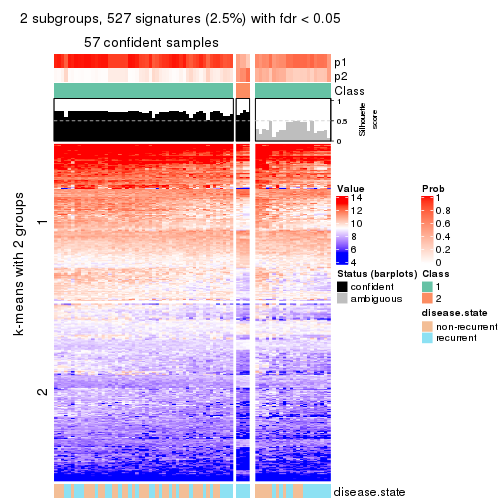 2 subgroups, 527 signatures (2.5%) with fdr < 0.05
57 confident samples
p1
p2
Class
1
0.5
0
Silhouette
score
k-means with 2 groups
1
2
Value
14
12
10
8
6
4
Prob
1
0.8
0.6
0.4
0.2
0
Status (barplots)
confident
ambiguous
Class
1
2
disease.state
non-recurrent
recurrent
disease.state